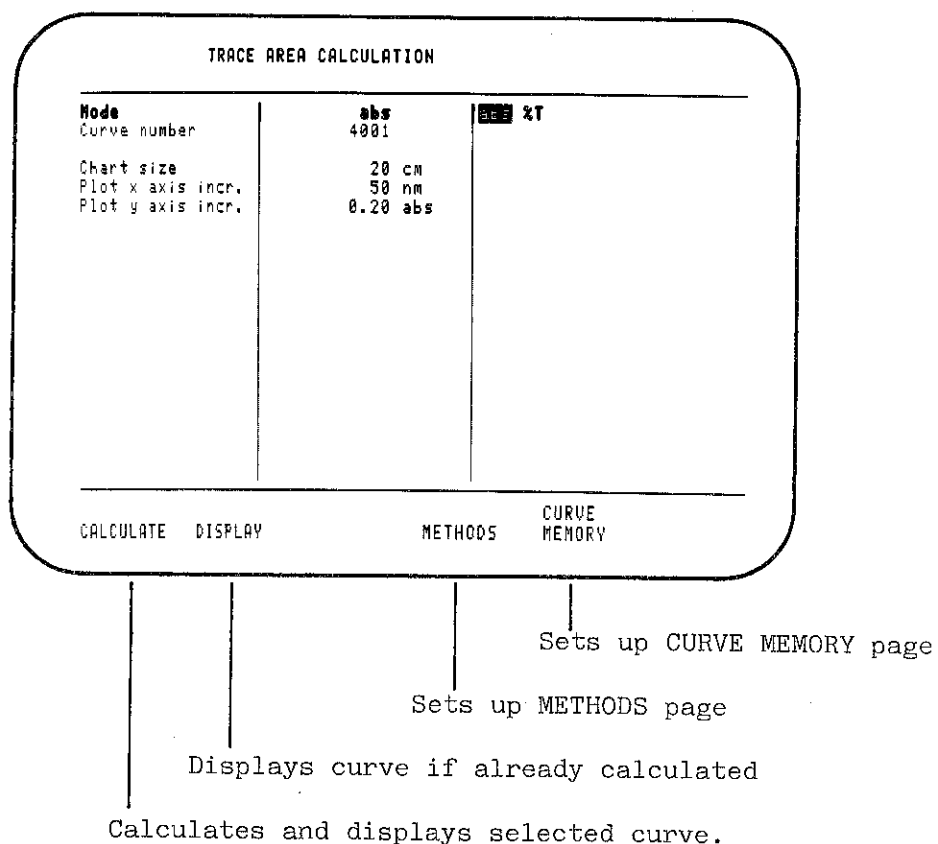 TRACE AREA CALCULATION
Mode abs abs %T
Curve number 4001
Chart size 20 cm
Plot x axis incr. 50 nm
Plot y axis incr. 0.20 abs
CALCULATE DISPLAY METHODS CURVE MEMORY
Sets up CURVE MEMORY page
Sets up METHODS page
Displays curve if already calculated
Calculates and displays selected curve.